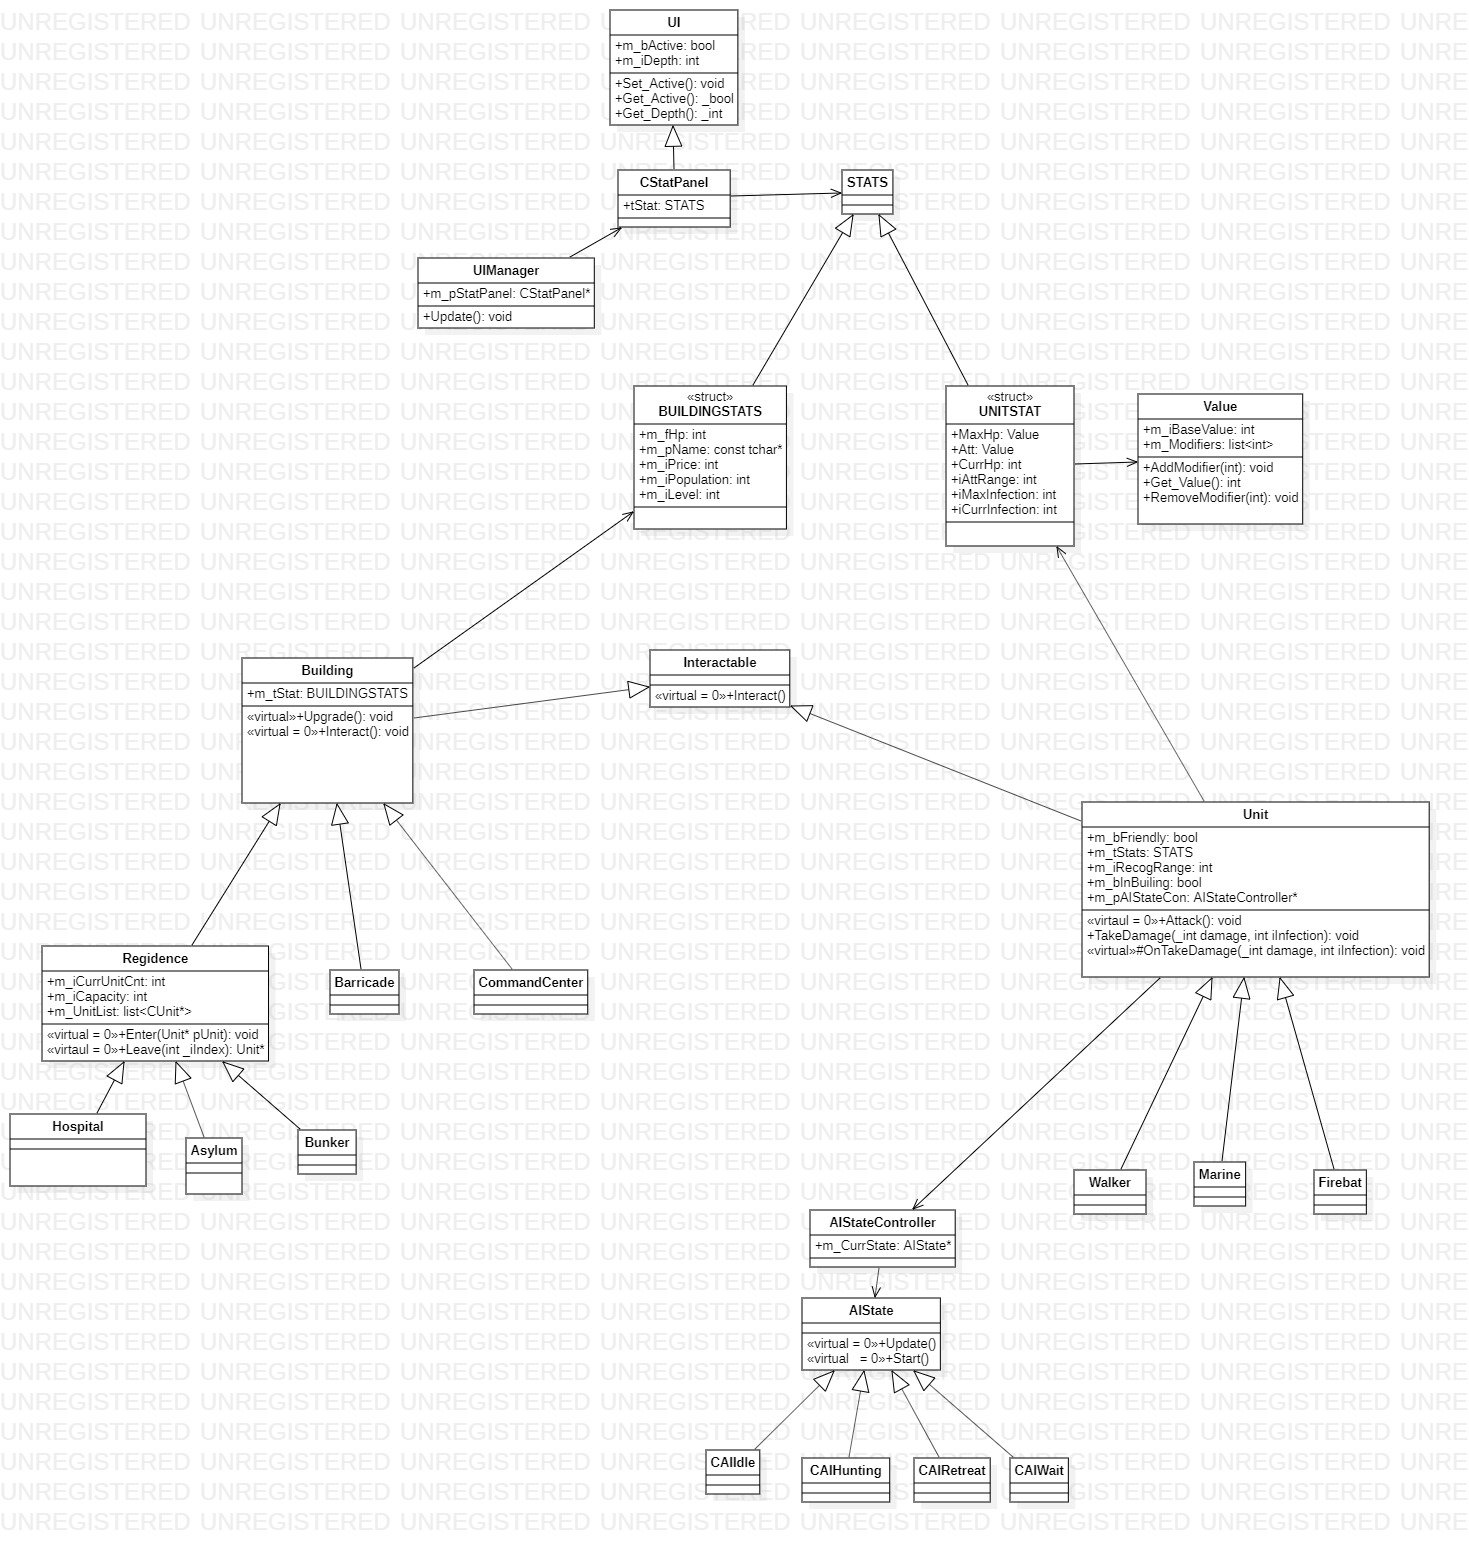 UI
+m_bActive: bool
+m_iDepth: int
+Set_Active(): void
+Get_Active(): _bool
+Get_Depth(): _int
CStatPanel
+tStat: STATS
STATS
UIManager
+m_pStatPanel: CStatPanel*
+Update(): void
«struct»
BUILDINGSTATS
+m_fHp: int
+m_pName: const tchar*
+m_iPrice: int
+m_iPopulation: int
+m_iLevel: int
«struct»
UNITSTAT
+MaxHp: Value
+Att: Value
+CurrHp: int
+iAttRange: int
+iMaxInfection: int
+iCurrInfection: int
Value
+m_iBaseValue: int
+m_Modifiers: list<int>
+AddModifier(int): void
+Get_Value(): int
+RemoveModifier(int): void
Building
+m_tStat: BUILDINGSTATS
«virtual»+Upgrade(): void
«virtual = 0»+Interact(): void
Interactable
«virtual = 0»+Interact()
Unit
+m_bFriendly: bool
+m_tStats: STATS
+m_iRecogRange: int
+m_bInBuiling: bool
+m_pAIStateCon: AIStateController*
«virtaul = 0»+Attack(): void
+TakeDamage(_int damage, int iInfection): void
«virtual»#OnTakeDamage(_int damage, int iInfection): void
Regidence
+m_iCurrUnitCnt: int
+m_iCapacity: int
+m_UnitList: list<CUnit*>
«virtual = 0»+Enter(Unit* pUnit): void
«virtaul = 0»+Leave(int _iIndex): Unit*
Barricade
CommandCenter
Hospital
Asylum
Bunker
Walker
Marine
Firebat
AIStateController
+m_CurrState: AIState*
AIState
«virtual = 0»+Update()
«virtual   = 0»+Start()
CAIIdle
CAIHunting
CAIRetreat
CAIWait
UNREGISTERED